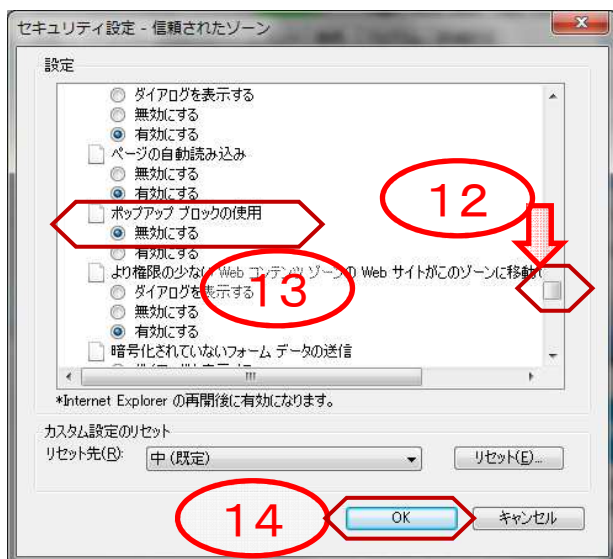 セキュリティ設定 - 信頼されたゾーン
設定
ダイアログを表示する
無効にする
有効にする
ページの自動読み込み
無効にする
有効にする
ポップアップ ブロックの使用
無効にする
有効にする
より権限の少ない Web コンテンツ ゾーンの Web サイトがこのゾーンに移動
ダイアログを表示する
無効にする
有効にする
暗号化されていないフォーム データの送信
*Internet Explorer の再開後に有効になります。
カスタム設定のリセット
リセット先(R):
中 (既定)
リセット(E)...
OK
キャンセル
12
13
14